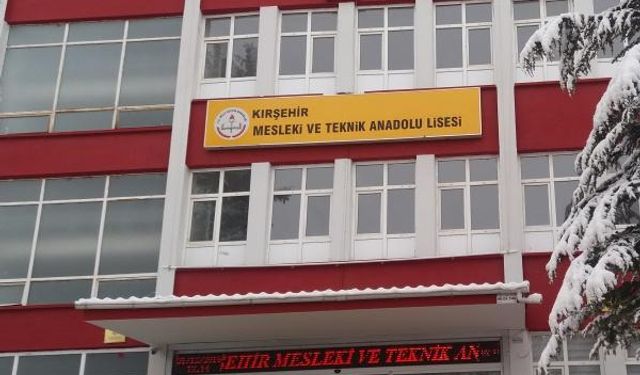 KIRŞEHİR
MESLEKİ VE TEKNİK ANADOLU LİSESİ
EHİR MESLEKİ VE TEKNİK AN